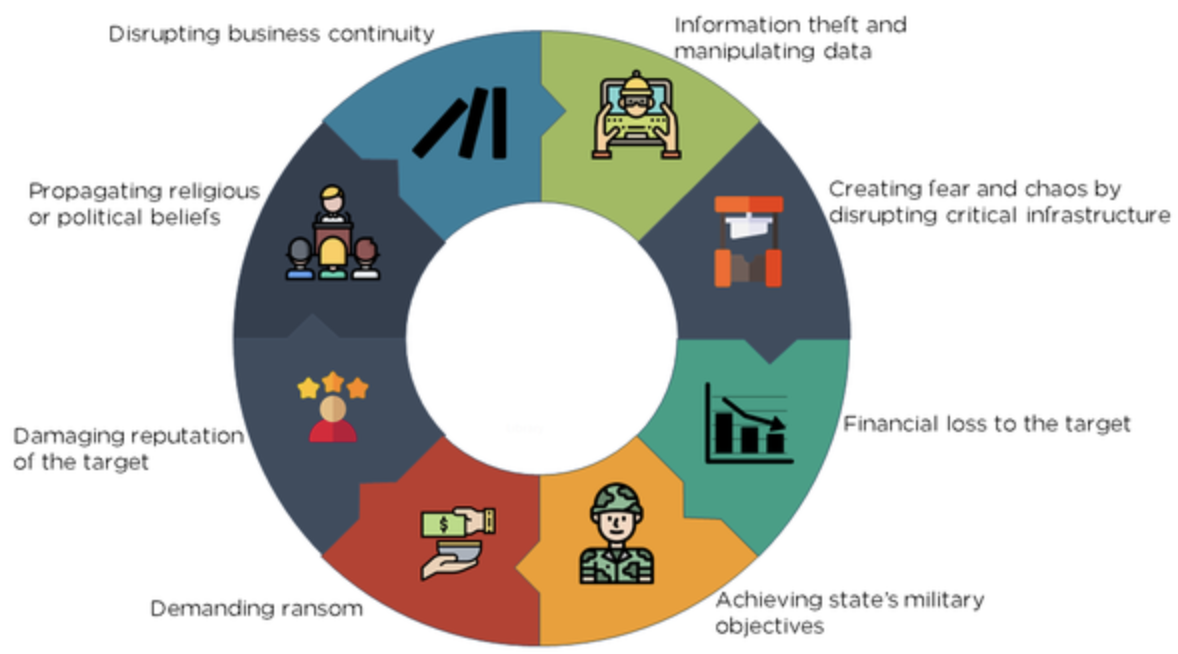 Disrupting business continuity
Information theft and
manipulating data
Propagating religious
or political beliefs
Creating fear and chaos by
disrupting critical infrastructure
Damaging reputation
of the target
Financial loss to the target
Demanding ransom
Achieving state's military
objectives
$